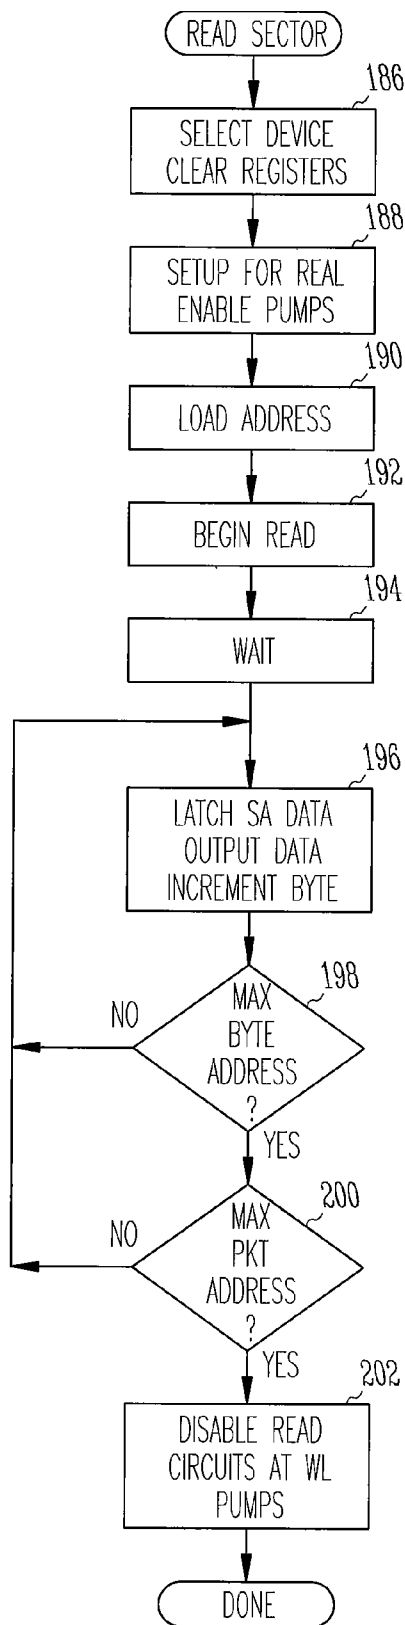 READ SECTOR
186
SELECT DEVICE
CLEAR REGISTERS
188
SETUP FOR REAL
ENABLE PUMPS
190
LOAD ADDRESS
192
BEGIN READ
194
WAIT
196
LATCH SA DATA
OUTPUT DATA
INCREMENT BYTE
198
MAX
BYTE
ADDRESS
?
NO
YES
200
MAX
PKT
ADDRESS
?
NO
YES
202
DISABLE READ
CIRCUITS AT WL
PUMPS
DONE